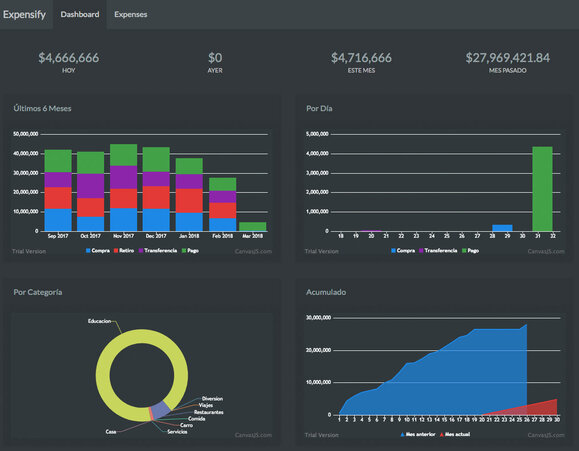 Expensify Dashboard Expenses
$4,666,666 $0 $4,716,666 $27,969,421.84
HOY AYER ESTE MES MES PASADO
Últimos 6 Meses
50,000,000
40,000,000
30,000,000
20,000,000
10,000,000
0
Sep 2017 Oct 2017 Nov 2017 Dec 2017 Jan 2018 Feb 2018 Mar 2018
Trial Version Compra Retiro Transferencia Pago CanvasJS.com
Por Día
5,000,000
4,000,000
3,000,000
2,000,000
1,000,000
0
18 19 20 21 22 23 24 25 26 27 28 29 30 31 32
Compra Transferencia Pago
Trial Version CanvasJS.com
Por Categoría
Educacion
Diversion
Viajes
Restaurantes
Comida
Carro
Servicios
Casa
Trial Version CanvasJS.com
Acumulado
30,000,000
20,000,000
10,000,000
0
1 2 3 4 5 6 7 8 9 10 11 12 13 14 15 16 17 18 19 20 21 22 23 24 25 26 27 28 29 30
Mes anterior Mes actual
Trial Version CanvasJS.com